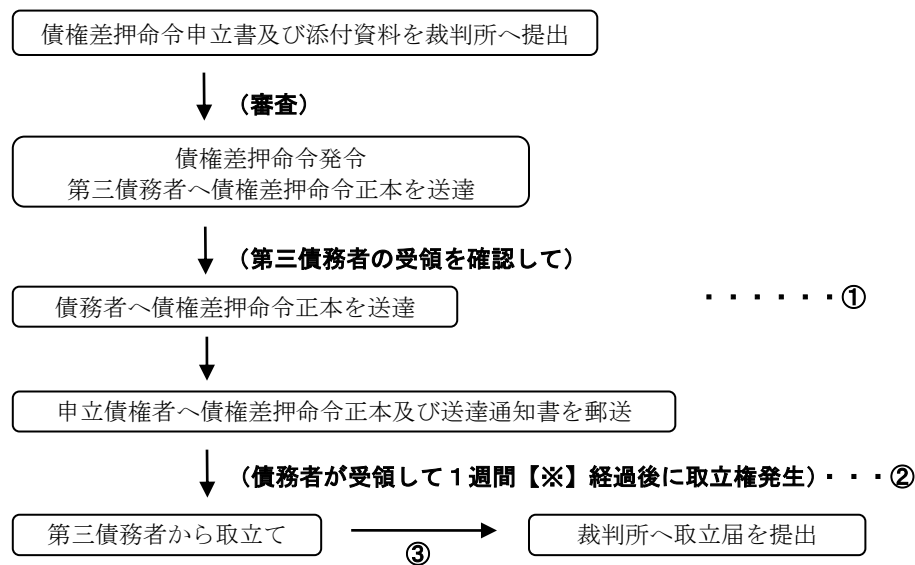 債権差押命令申立書及び添付資料を裁判所へ提出
（審査）
債権差押命令発令
第三債務者へ債権差押命令正本を送達
（第三債務者の受領を確認して）
債務者へ債権差押命令正本を送達 ・・・・・・①
申立債権者へ債権差押命令正本及び送達通知書を郵送
（債務者が受領して１週間【※】経過後に取立権発生）・・・②
第三債務者から取立て ③ 裁判所へ取立届を提出